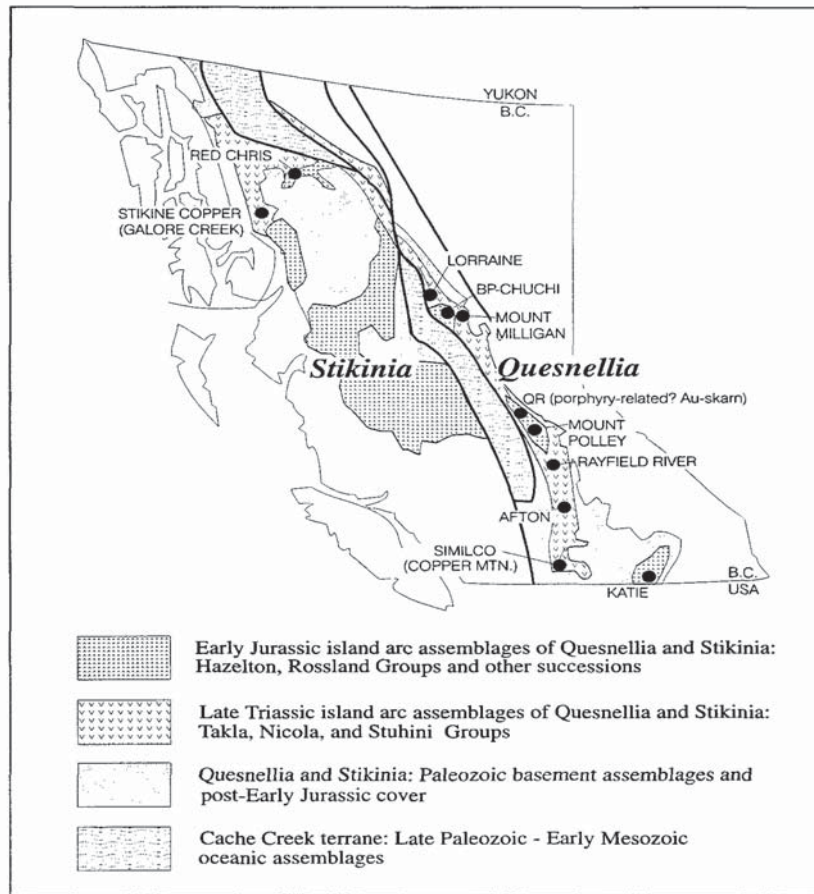 YUKON
B.C.
RED CHRIS
STIKINE COPPER
(GALORE CREEK)
LORRAINE
BP-CHUCHI
MOUNT
MILLIGAN
Stikinia
Quesnellia
QR (porphyry-related? Au-skarn)
MOUNT
POLLEY
RAYFIELD RIVER
AFTON
SIMILCO
(COPPER MTN.)
KATIE
B.C.
USA
Early Jurassic island arc assemblages of Quesnellia and Stikinia:
Hazelton, Rossland Groups and other successions
Late Triassic island arc assemblages of Quesnellia and Stikinia:
Takla, Nicola, and Stuhini Groups
Quesnellia and Stikinia: Paleozoic basement assemblages and
post-Early Jurassic cover
Cache Creek terrane: Late Paleozoic - Early Mesozoic
oceanic assemblages